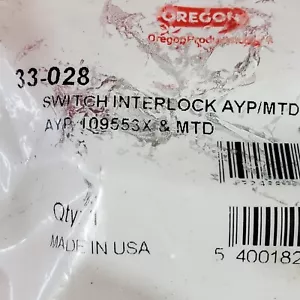 OREGON
33-028
SWITCH INTERLOCK AYP/MTD
AYP 109553X & MTD
Qty: 1
MADE IN USA
5 400182